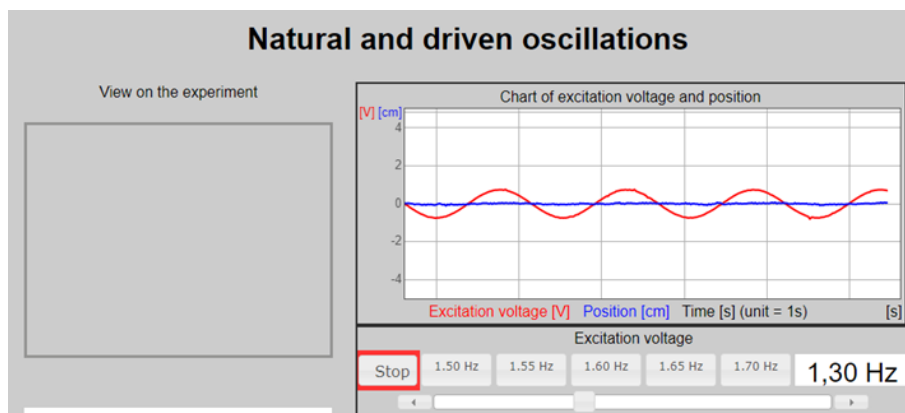 Natural and driven oscillations
View on the experiment
Chart of excitation voltage and position
[V] [cm]
4
2
0
-2
-4
Excitation voltage [V] Position [cm] Time [s] (unit = 1s) [s]
Excitation voltage
Stop 1.50 Hz 1.55 Hz 1.60 Hz 1.65 Hz 1.70 Hz 1,30 Hz